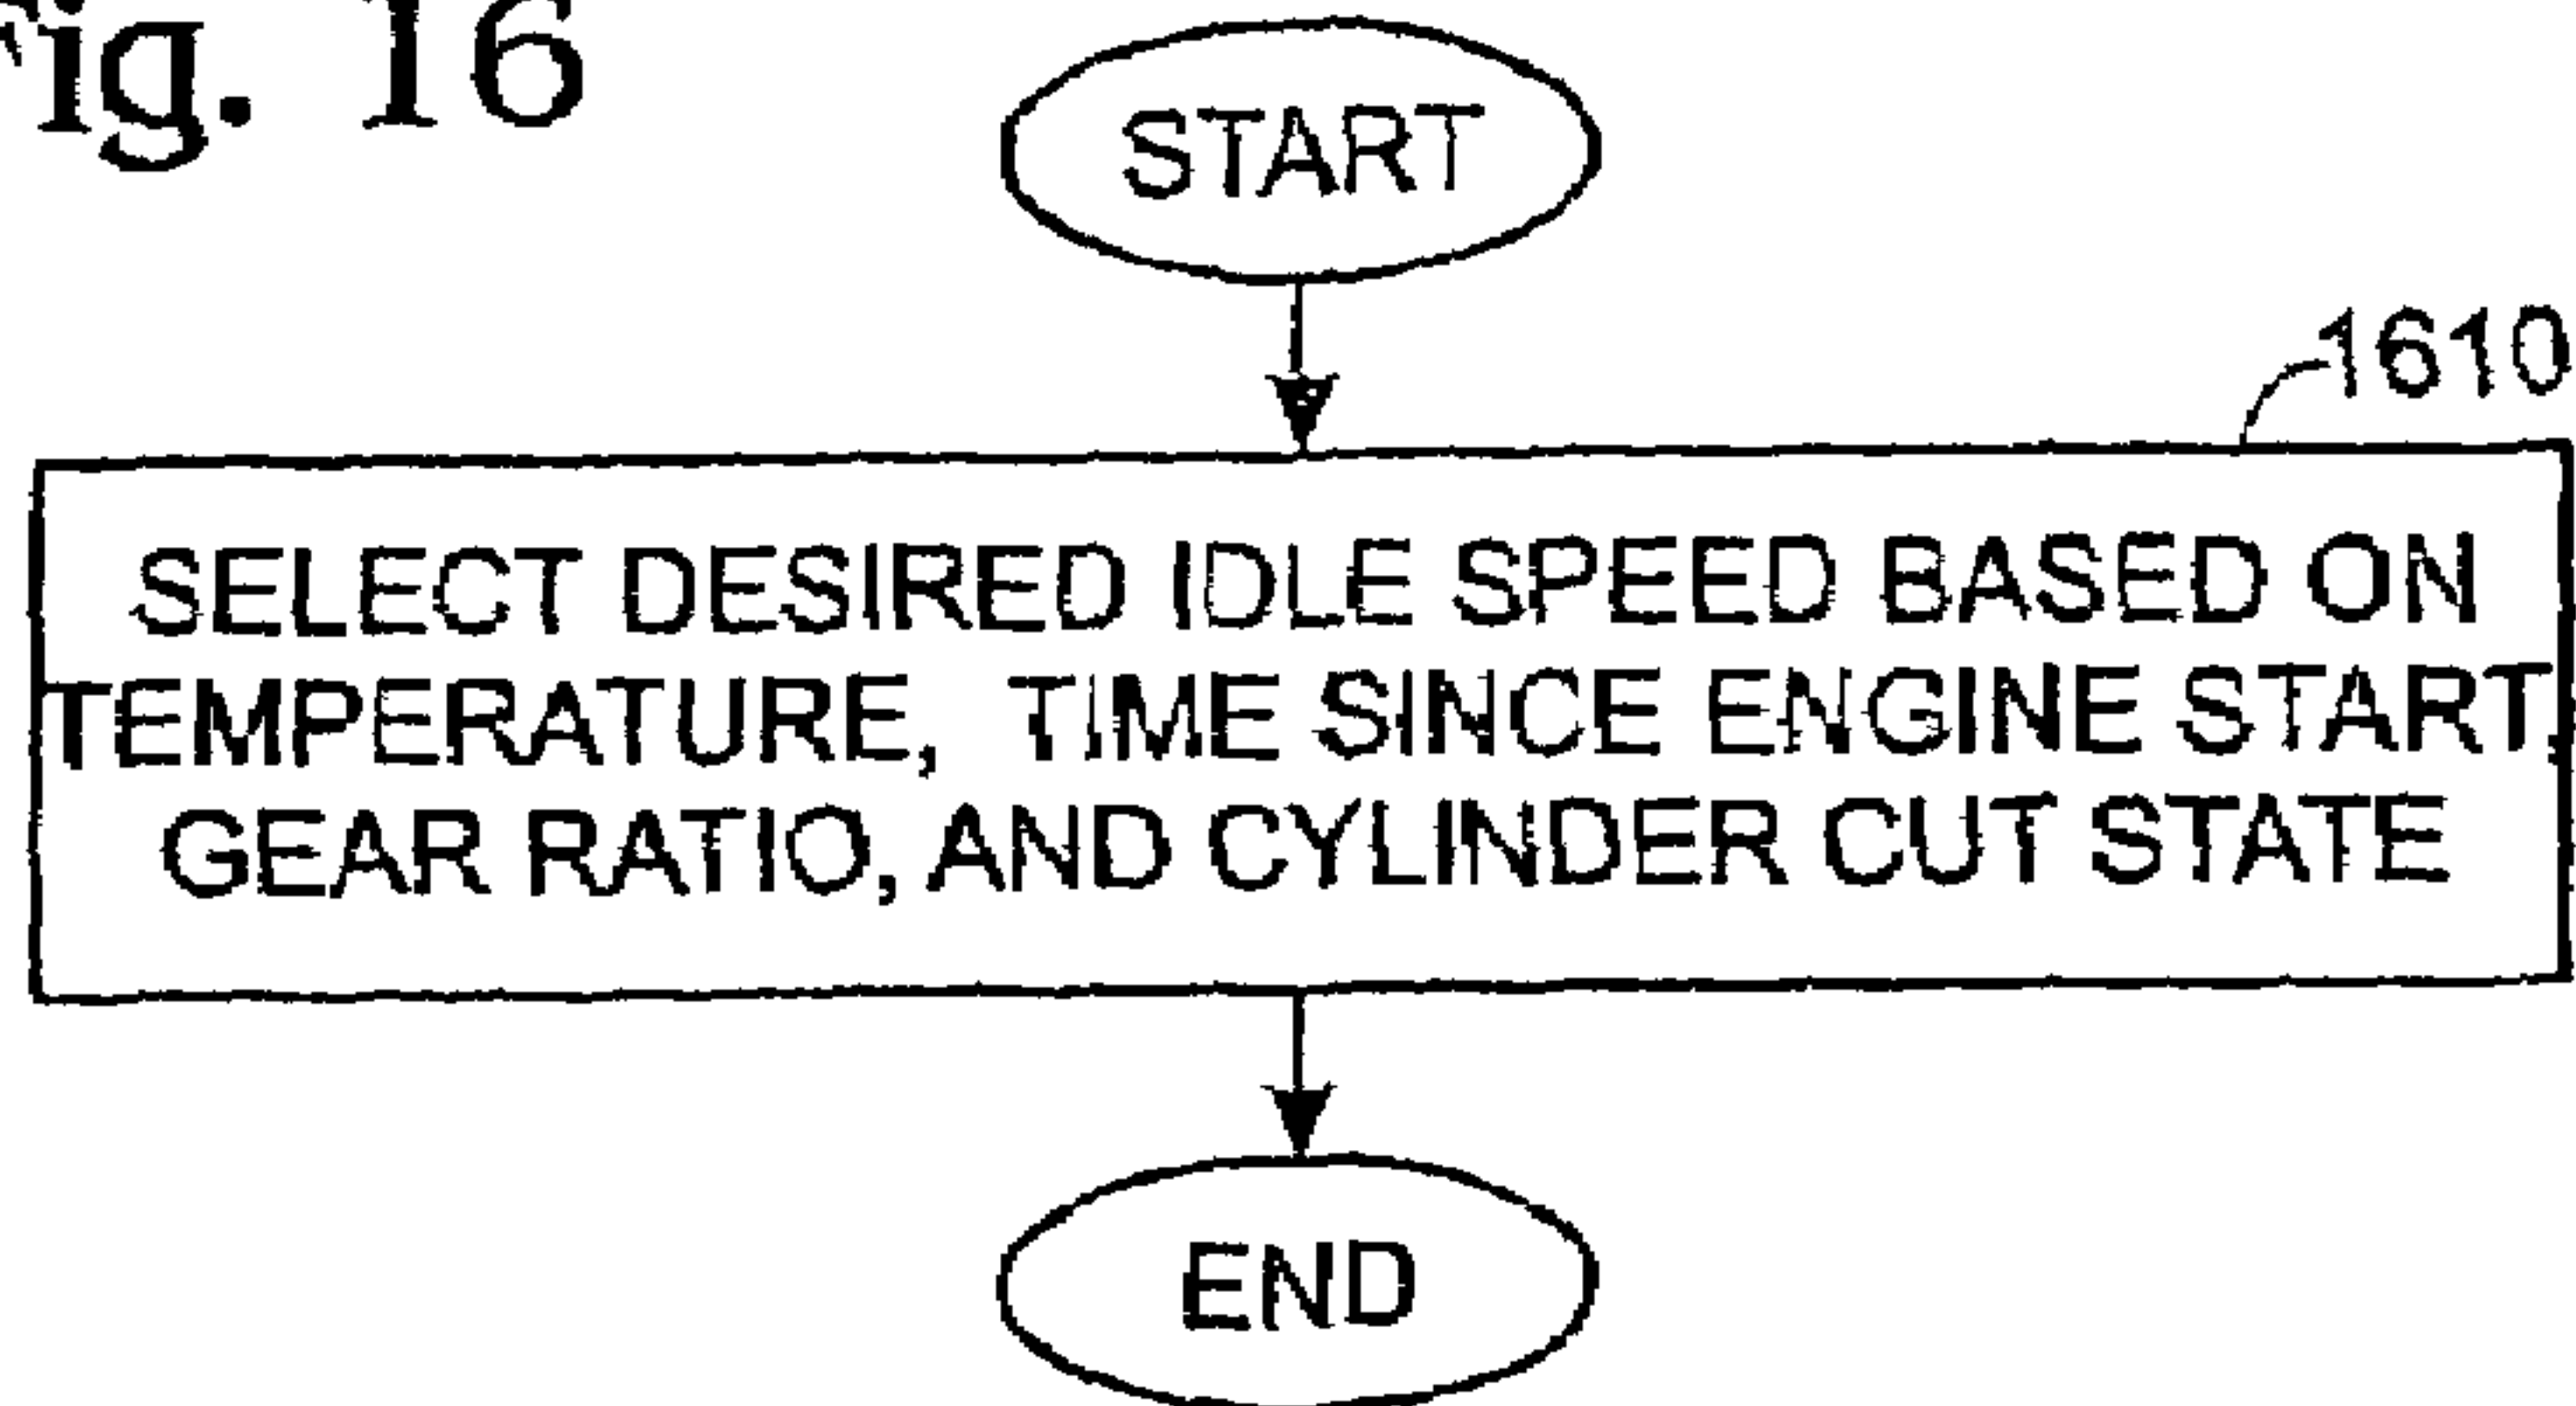 Fig. 16
START
1610
SELECT DESIRED IDLE SPEED BASED ON
TEMPERATURE, TIME SINCE ENGINE START,
GEAR RATIO, AND CYLINDER CUT STATE
END